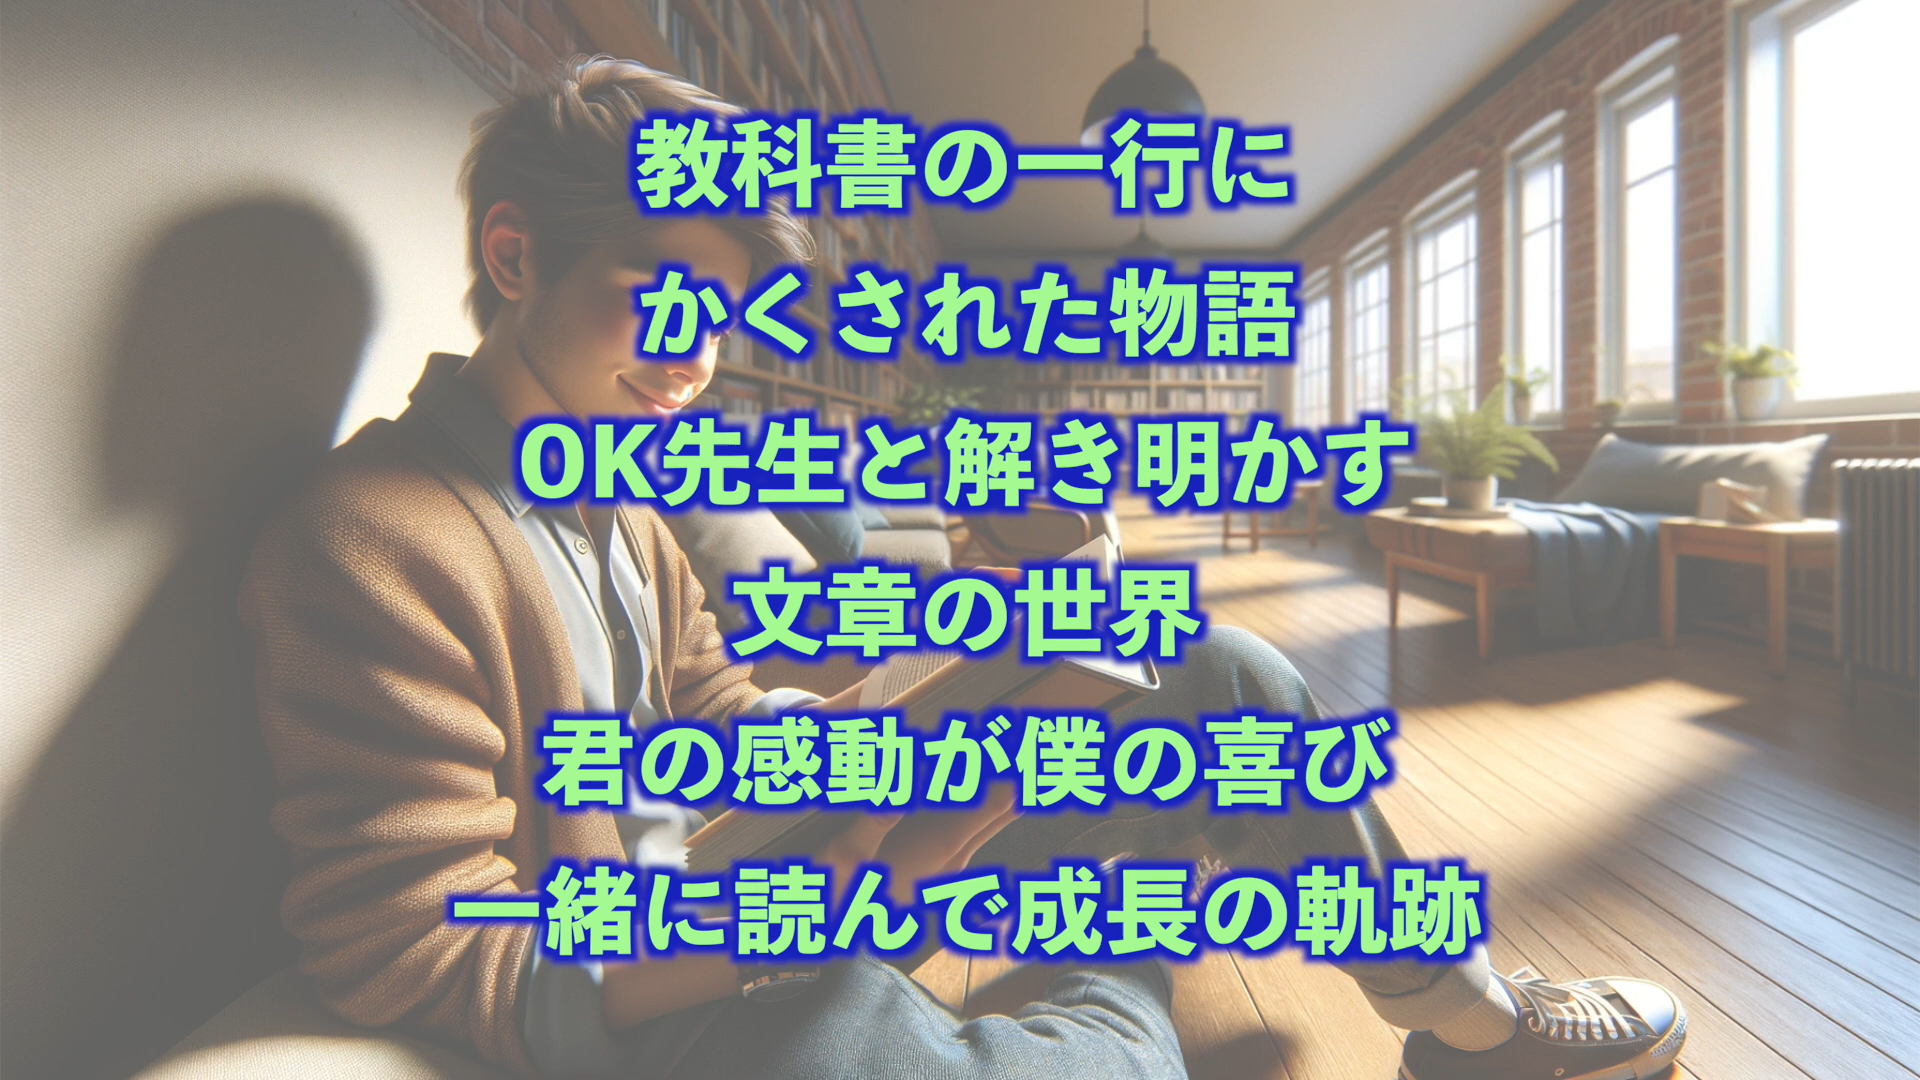 教科書の一行に
かくされた物語
OK先生と解き明かす
文章の世界
君の感動が僕の喜び
一緒に読んで成長の軌跡